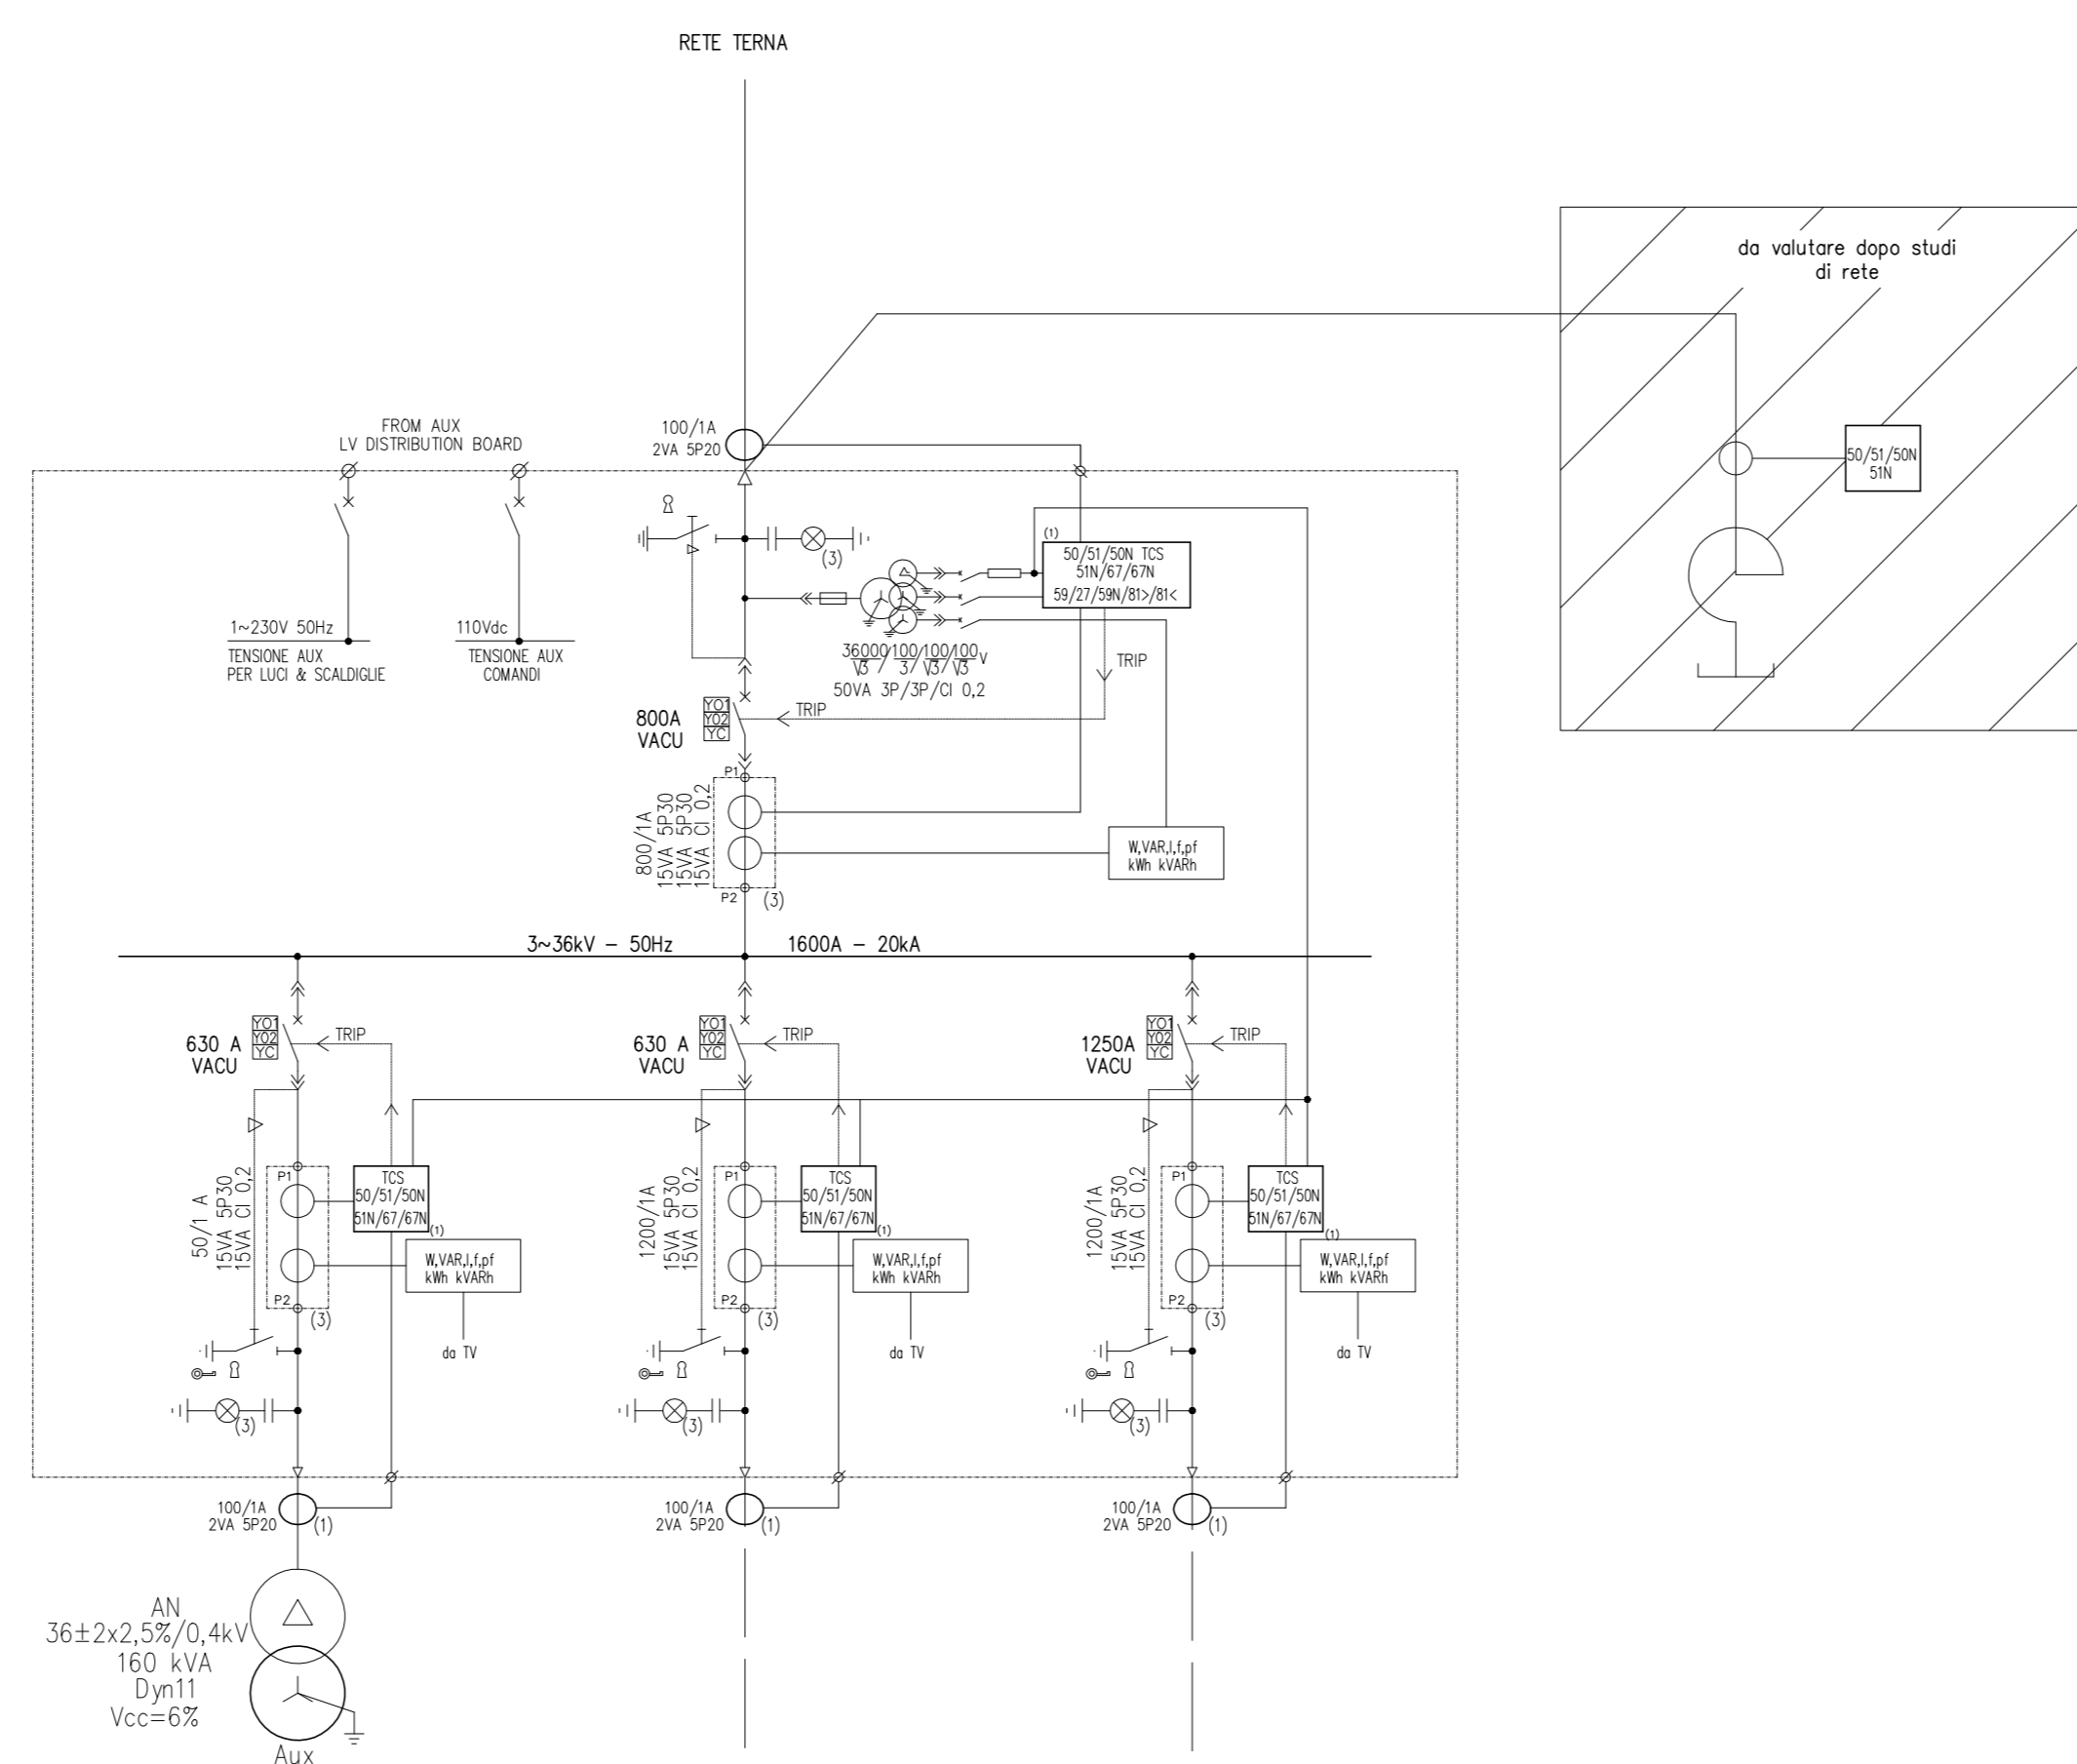 RETE TERNA
da valutare dopo studi
di rete
FROM AUX
LV DISTRIBUTION BOARD
100/1A
2VA 5P20
50/51/50N
51N
(3)
(1)
50/51/50N TCS
51N/67/67N
59/27/59N/81>/81<
1~230V 50Hz
TENSIONE AUX
PER LUCI & SCALDIGLIE
110Vdc
TENSIONE AUX
COMANDI
36000/100/100/100 V
√3 / 3 / √3 / √3
50VA 3P/3P/Cl 0,2
TRIP
800A
VACU
YO1
YO2
YC
TRIP
P1
800/1A
15VA 5P30
15VA 5P30
15VA Cl 0,2
P2
(3)
W,VAR,I,f,pf
kWh kVARh
3~36kV – 50Hz
1600A – 20kA
630 A
VACU
YO1
YO2
YC
TRIP
630 A
VACU
YO1
YO2
YC
TRIP
1250A
VACU
YO1
YO2
YC
TRIP
50/1 A
15VA 5P30
15VA Cl 0,2
P1
P2
(3)
TCS
50/51/50N
51N/67/67N
(1)
W,VAR,I,f,pf
kWh kVARh
da TV
(3)
1200/1A
15VA 5P30
15VA Cl 0,2
P1
P2
(3)
TCS
50/51/50N
51N/67/67N
(1)
W,VAR,I,f,pf
kWh kVARh
da TV
(3)
1200/1A
15VA 5P30
15VA Cl 0,2
P1
P2
(3)
TCS
50/51/50N
51N/67/67N
(1)
W,VAR,I,f,pf
kWh kVARh
da TV
(3)
100/1A
2VA 5P20
(1)
100/1A
2VA 5P20
(1)
100/1A
2VA 5P20
(1)
AN
36±2x2,5%/0,4kV
160 kVA
Dyn11
Vcc=6%
Aux